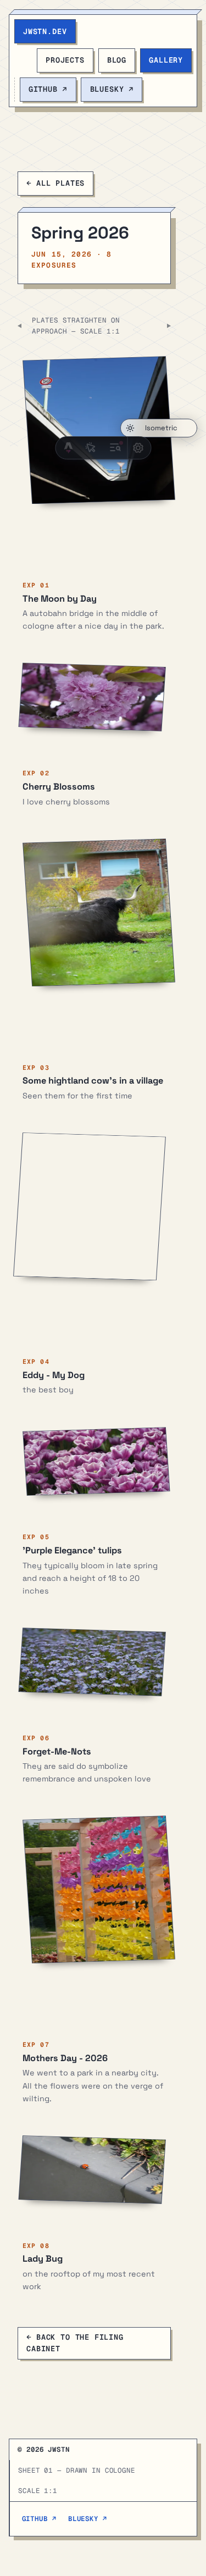 JWSTN.DEV
PROJECTS
BLOG
GALLERY
GITHUB ↗
BLUESKY ↗
← ALL PLATES
Spring 2026
JUN 15, 2026 · 8
EXPOSURES
PLATES STRAIGHTEN ON
APPROACH — SCALE 1:1
Isometric
EXP 01
The Moon by Day
A autobahn bridge in the middle of
cologne after a nice day in the park.
EXP 02
Cherry Blossoms
I love cherry blossoms
EXP 03
Some hightland cow's in a village
Seen them for the first time
EXP 04
Eddy - My Dog
the best boy
EXP 05
'Purple Elegance' tulips
They typically bloom in late spring
and reach a height of 18 to 20
inches
EXP 06
Forget-Me-Nots
They are said do symbolize
remembrance and unspoken love
EXP 07
Mothers Day - 2026
We went to a park in a nearby city.
All the flowers were on the verge of
wilting.
EXP 08
Lady Bug
on the rooftop of my most recent
work
← BACK TO THE FILING
CABINET
© 2026 JWSTN
SHEET 01 — DRAWN IN COLOGNE
SCALE 1:1
GITHUB ↗
BLUESKY ↗